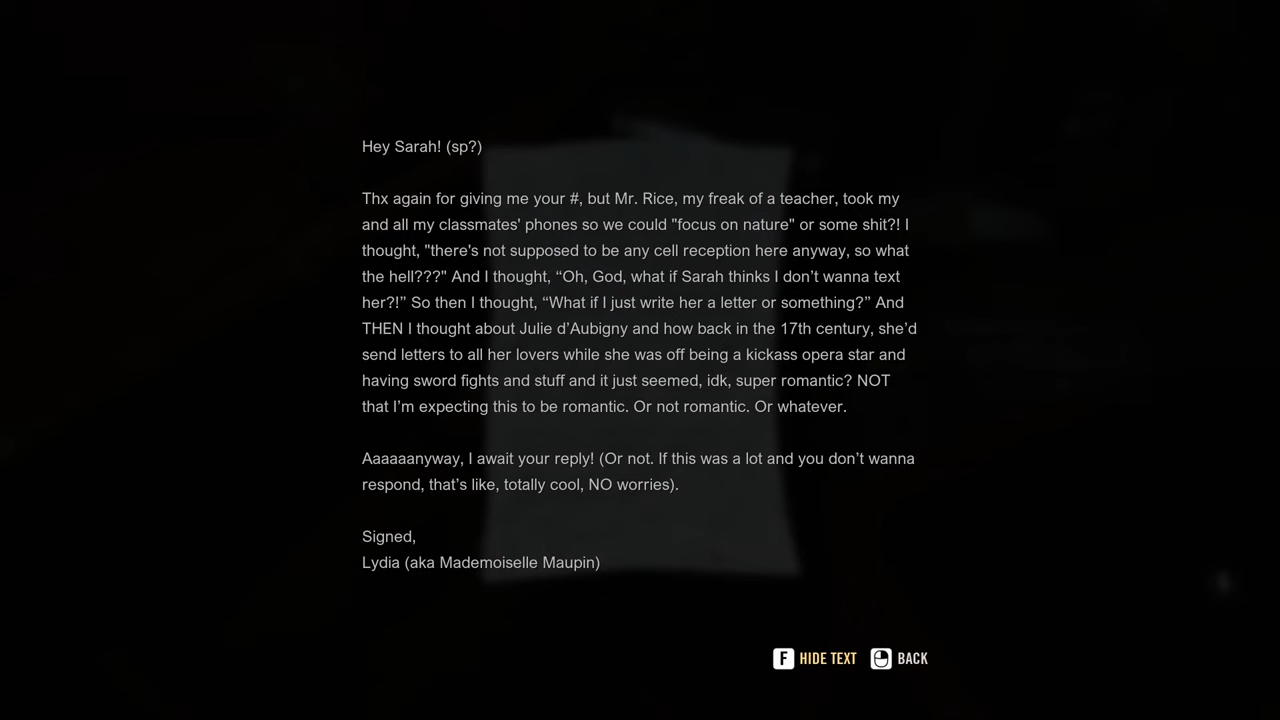 Hey Sarah! (sp?)
Thx again for giving me your #, but Mr. Rice, my freak of a teacher, took my
and all my classmates' phones so we could "focus on nature" or some shit?! I
thought, "there's not supposed to be any cell reception here anyway, so what
the hell???" And I thought, “Oh, God, what if Sarah thinks I don’t wanna text
her?!” So then I thought, “What if I just write her a letter or something?” And
THEN I thought about Julie d’Aubigny and how back in the 17th century, she’d
send letters to all her lovers while she was off being a kickass opera star and
having sword fights and stuff and it just seemed, idk, super romantic? NOT
that I’m expecting this to be romantic. Or not romantic. Or whatever.
Aaaaaanyway, I await your reply! (Or not. If this was a lot and you don’t wanna
respond, that’s like, totally cool, NO worries).
Signed,
Lydia (aka Mademoiselle Maupin)
F HIDE TEXT BACK